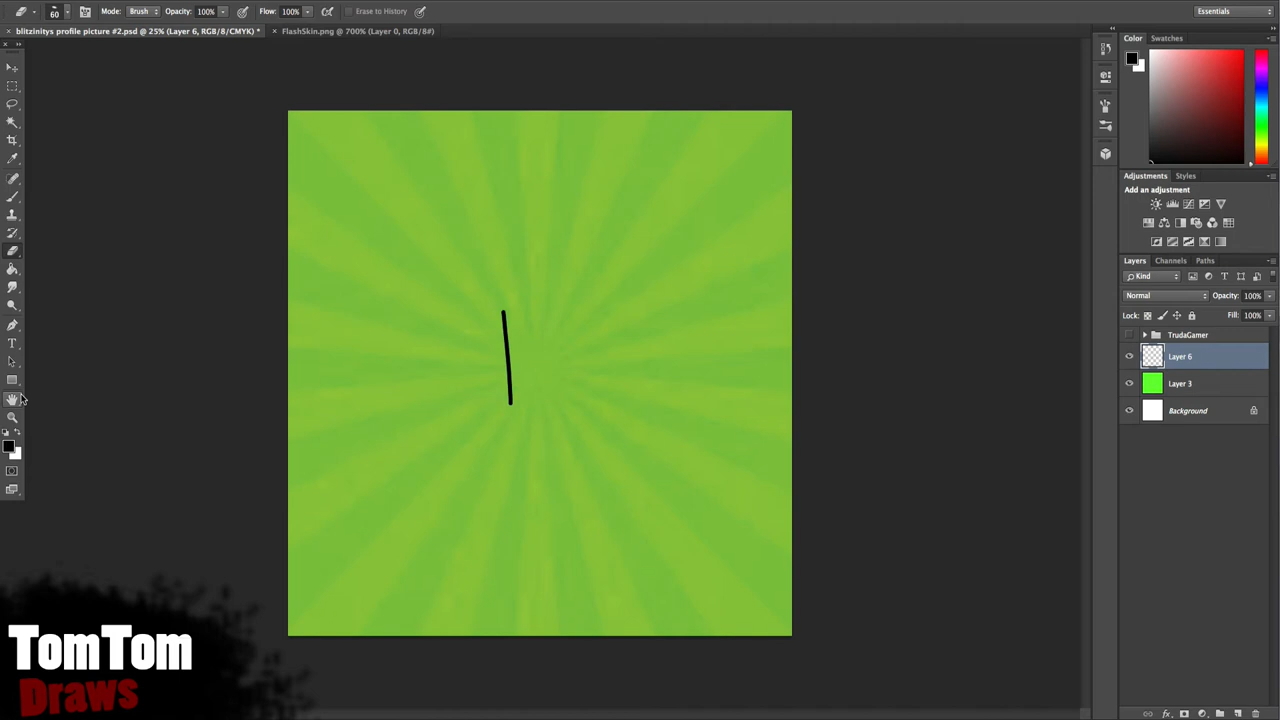 60 Mode: Brush Opacity: 100% Flow: 100% Erase to History Essentials
blitzinitys profile picture #2.psd @ 25% (Layer 6, RGB/8/CMYK) * FlashSkin.png @ 700% (Layer 0, RGB/8#)
Color Swatches
Adjustments Styles
Add an adjustment
Layers Channels Paths
Kind
Normal Opacity: 100%
Lock: Fill: 100%
TrudaGamer
Layer 6
Layer 3
Background
TomTom
Draws